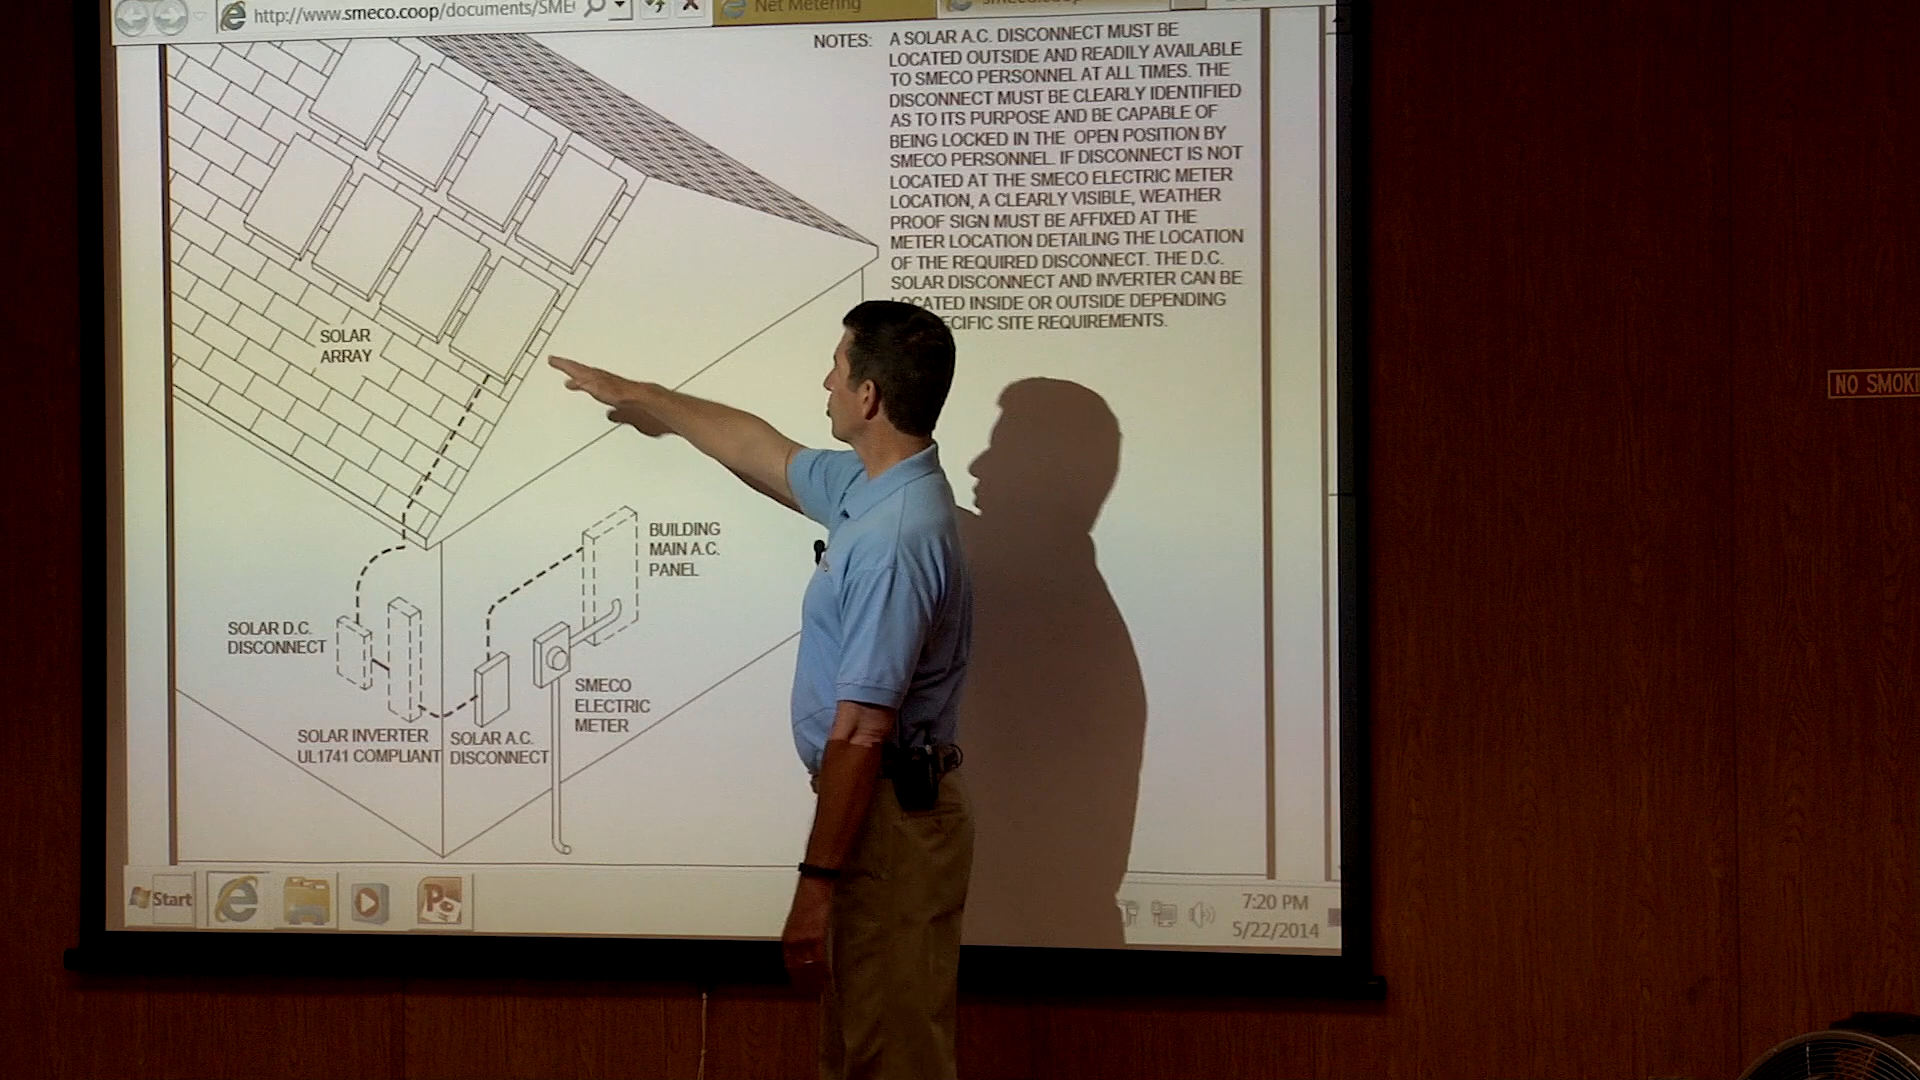 http://www.smeco.coop/documents/SME
Net Metering
smeco.coop
NOTES: A SOLAR A.C. DISCONNECT MUST BE
LOCATED OUTSIDE AND READILY AVAILABLE
TO SMECO PERSONNEL AT ALL TIMES. THE
DISCONNECT MUST BE CLEARLY IDENTIFIED
AS TO ITS PURPOSE AND BE CAPABLE OF
BEING LOCKED IN THE OPEN POSITION BY
SMECO PERSONNEL. IF DISCONNECT IS NOT
LOCATED AT THE SMECO ELECTRIC METER
LOCATION, A CLEARLY VISIBLE, WEATHER
PROOF SIGN MUST BE AFFIXED AT THE
METER LOCATION DETAILING THE LOCATION
OF THE REQUIRED DISCONNECT. THE D.C.
SOLAR DISCONNECT AND INVERTER CAN BE
LOCATED INSIDE OR OUTSIDE DEPENDING
ECIFIC SITE REQUIREMENTS.
SOLAR
ARRAY
BUILDING
MAIN A.C.
PANEL
SOLAR D.C.
DISCONNECT
SMECO
ELECTRIC
METER
SOLAR INVERTER
UL1741 COMPLIANT
SOLAR A.C.
DISCONNECT
Start
7:20 PM
5/22/2014
NO SMOKI